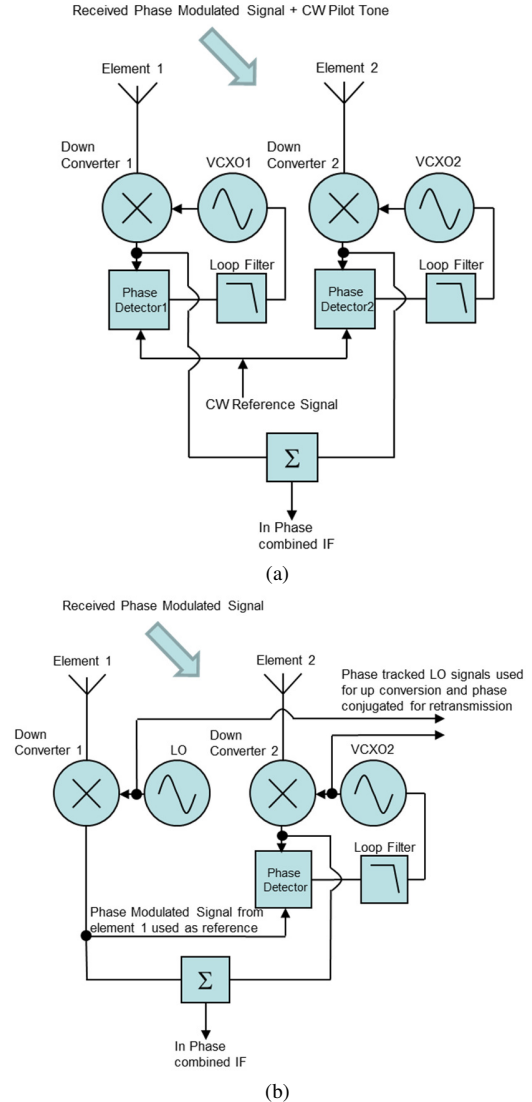 Received Phase Modulated Signal + CW Pilot Tone
Element 1
Element 2
Down
Converter 1
VCXO1
Down
Converter 2
VCXO2
Loop Filter
Loop Filter
Phase
Detector1
Phase
Detector2
CW Reference Signal
Σ
In Phase
combined IF
(a)
Received Phase Modulated Signal
Element 1
Element 2
Phase tracked LO signals used
for up conversion and phase
conjugated for retransmission
Down
Converter 1
LO
Down
Converter 2
VCXO2
Loop Filter
Phase
Detector
Phase Modulated Signal from
element 1 used as reference
Σ
In Phase
combined IF
(b)